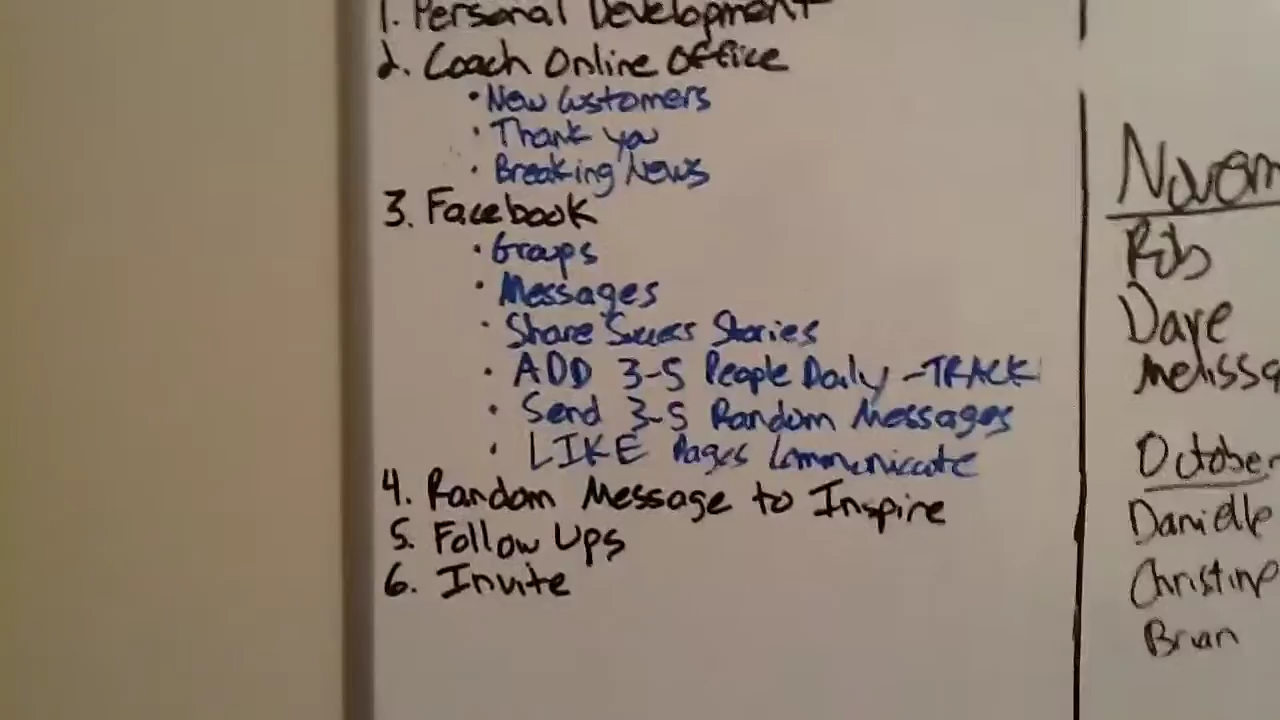 1. Personal Development
2. Coach Online Office
• New Customers
• Thank you
• Breaking News
3. Facebook
• Groups
• Messages
• Share Success Stories
• ADD 3-5 People Daily -TRACK
• Send 3-5 Random Messages
• LIKE Pages Communicate
4. Random Message to Inspire
5. Follow Ups
6. Invite
Novem
Rob
Dave
Melissa
October
Danielle
Christine
Brian